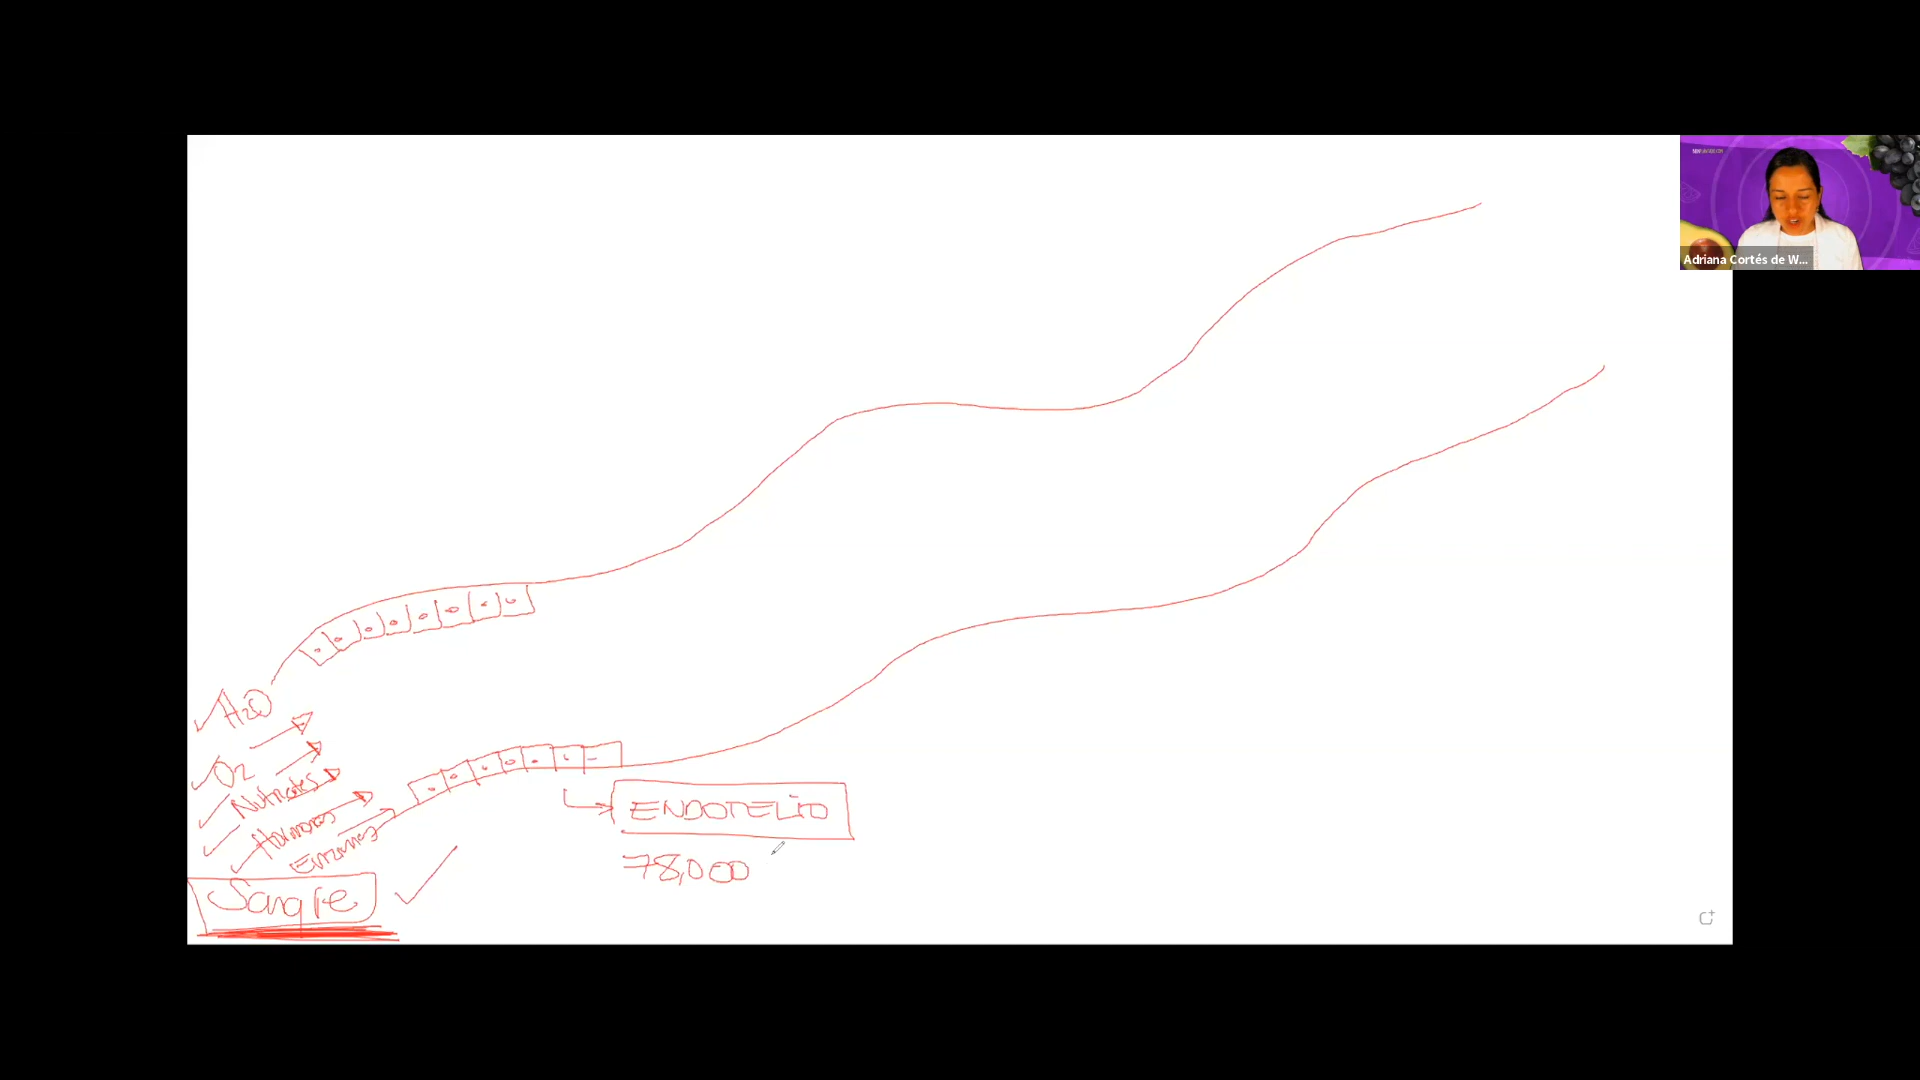 Adriana Cortés de W...
H2O
O2
Nutrientes
Hormonas
Enzimas
Sangre
ENDOTELIO
78,000